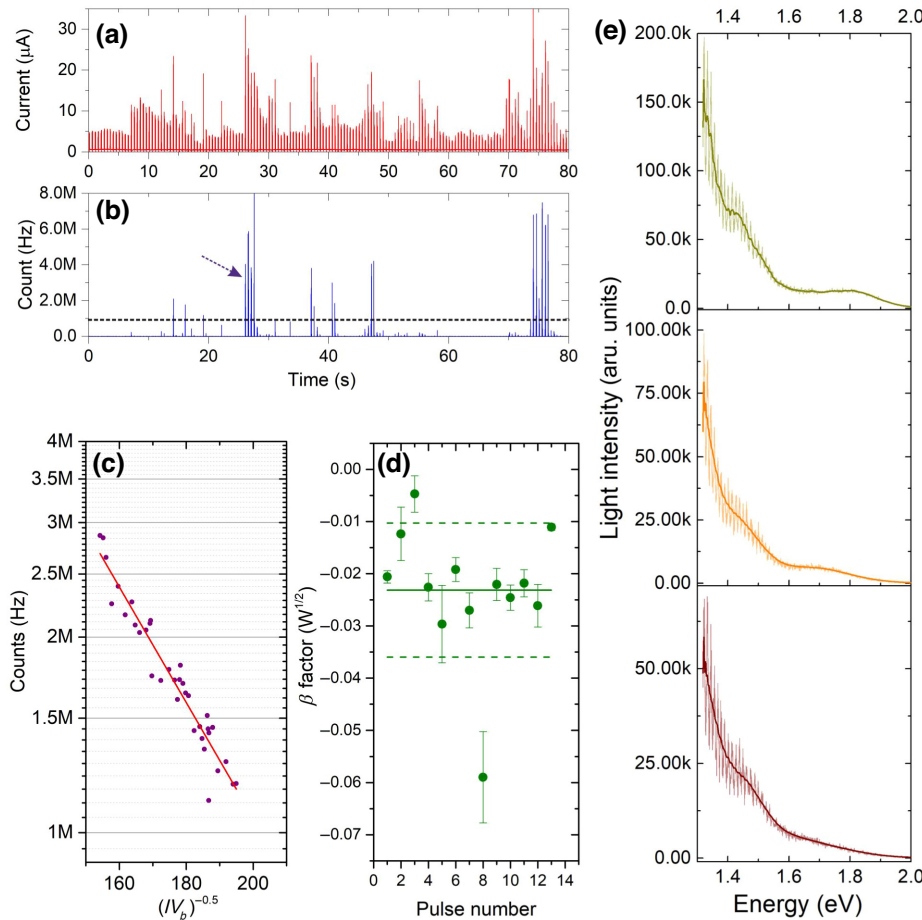 (a)
Current (µA)
30
20
10
0
0 10 20 30 40 50 60 70 80
(b)
Count (Hz)
8.0M
6.0M
4.0M
2.0M
0.0
0 20 40 60 80
Time (s)
(c)
Counts (Hz)
4M
3.5M
3M
2.5M
2M
1.5M
1M
160 180 200
(IV_b)^−0.5
(d)
β factor (W^1/2)
0.00
−0.01
−0.02
−0.03
−0.04
−0.05
−0.06
−0.07
0 2 4 6 8 10 12 14
Pulse number
(e)
1.4 1.6 1.8 2.0
Light intensity (aru. units)
200.0k
150.0k
100.0k
50.0k
0.0
100.00k
75.00k
50.00k
25.00k
0.00
50.00k
25.00k
0.00
1.4 1.6 1.8 2.0
Energy (eV)